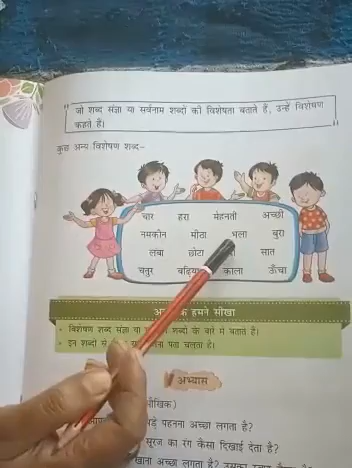 जो शब्द संज्ञा या सर्वनाम शब्दों की विशेषता बताते हैं, उन्हें विशेषण
कहते हैं।
कुछ अन्य विशेषण शब्द–
चार हरा मेहनती अच्छी
नमकीन मीठा भला बुरा
लंबा छोटा सात
चतुर काला ऊँचा
हमने सीखा
विशेषण शब्द संज्ञा या शब्दों के बारे में बताते हैं।
इन शब्दों पता चलता है।
अभ्यास
पहनना अच्छा लगता है?
सूरज का रंग कैसा दिखाई देता है?
खाना अच्छा लगता है?